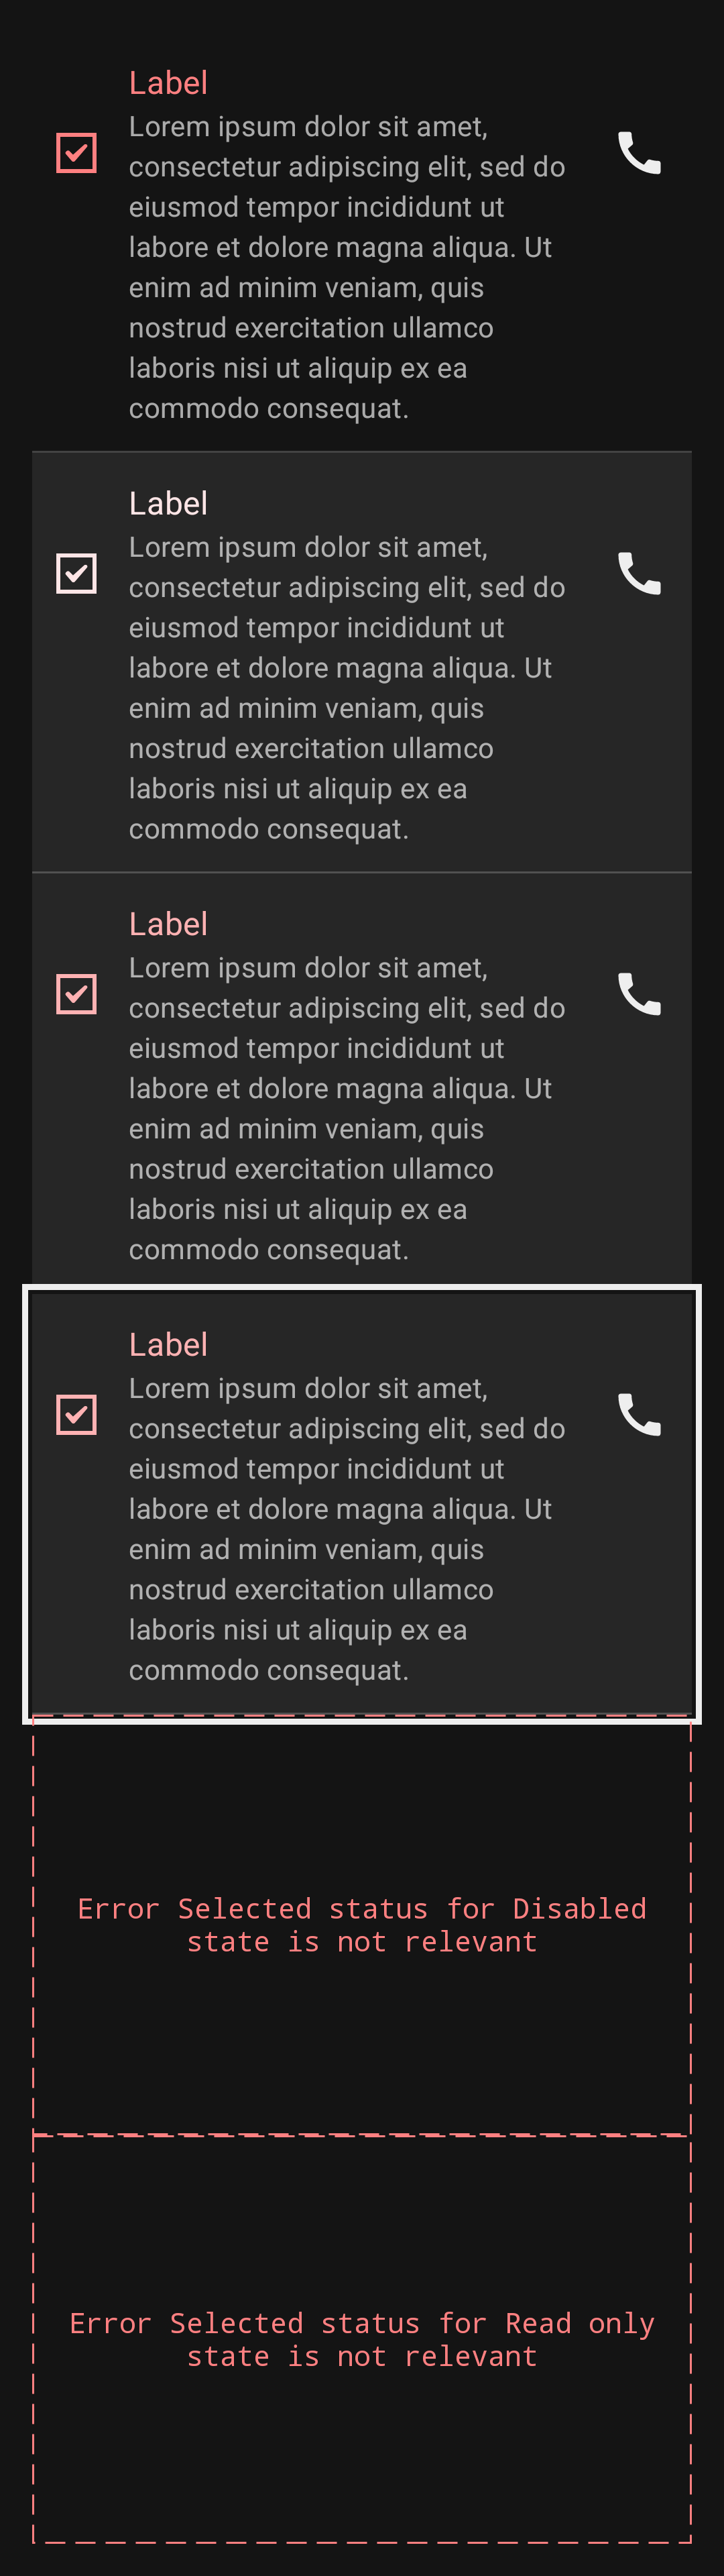 Label
Lorem ipsum dolor sit amet,
consectetur adipiscing elit, sed do
eiusmod tempor incididunt ut
labore et dolore magna aliqua. Ut
enim ad minim veniam, quis
nostrud exercitation ullamco
laboris nisi ut aliquip ex ea
commodo consequat.
Label
Lorem ipsum dolor sit amet,
consectetur adipiscing elit, sed do
eiusmod tempor incididunt ut
labore et dolore magna aliqua. Ut
enim ad minim veniam, quis
nostrud exercitation ullamco
laboris nisi ut aliquip ex ea
commodo consequat.
Label
Lorem ipsum dolor sit amet,
consectetur adipiscing elit, sed do
eiusmod tempor incididunt ut
labore et dolore magna aliqua. Ut
enim ad minim veniam, quis
nostrud exercitation ullamco
laboris nisi ut aliquip ex ea
commodo consequat.
Label
Lorem ipsum dolor sit amet,
consectetur adipiscing elit, sed do
eiusmod tempor incididunt ut
labore et dolore magna aliqua. Ut
enim ad minim veniam, quis
nostrud exercitation ullamco
laboris nisi ut aliquip ex ea
commodo consequat.
Error Selected status for Disabled
state is not relevant
Error Selected status for Read only
state is not relevant